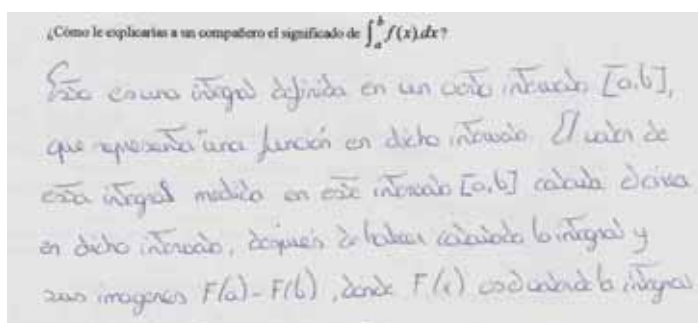 ¿Cómo le explicarías a un compañero el significado de ∫_a^b f(x).dx?
Esto es una integral definida en un cierto intervalo [a,b],
que representa una función en dicho intervalo. El valor de
esta integral medido en este intervalo [a,b] calcula el área
en dicho intervalo, después de haber calculado la integral y
sus imagenes F(a) - F(b), donde F(x) es el valor de la integral